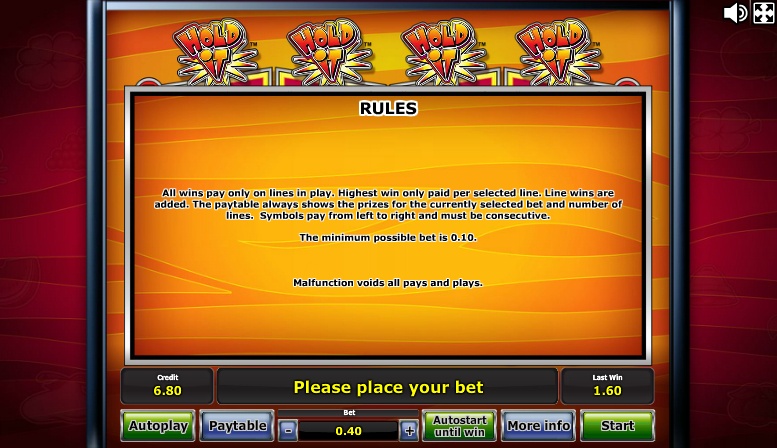 HOLD IT™ HOLD IT™ HOLD IT™ HOLD IT™
RULES
All wins pay only on lines in play. Highest win only paid per selected line. Line wins are
added. The paytable always shows the prizes for the currently selected bet and number of
lines. Symbols pay from left to right and must be consecutive.
The minimum possible bet is 0.10.
Malfunction voids all pays and plays.
Credit
6.80
Please place your bet
Last Win
1.60
Autoplay
Paytable
Bet
- 0.40 +
Autostart
until win
More info
Start